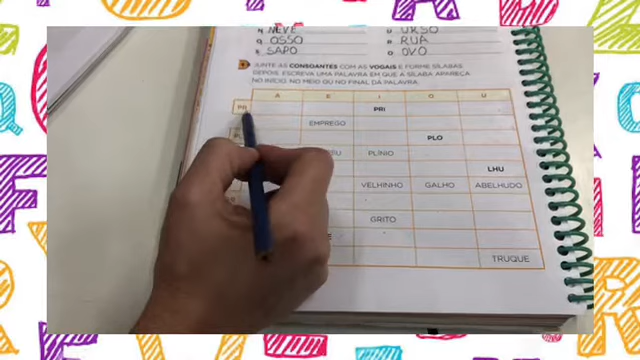 NEVE
URSO
OSSO
RUA
SAPO
OVO
JUNTE AS CONSOANTES COM AS VOGAIS E FORME SÍLABAS.
DEPOIS, ESCREVA UMA PALAVRA EM QUE A SÍLABA APAREÇA
NO INÍCIO, NO MEIO OU NO FINAL DA PALAVRA.
A E I O U
PR PRI
EMPREGO
PLO
PLÍNIO
LHU
VELHINHO GALHO ABELHUDO
GRITO
TRUQUE